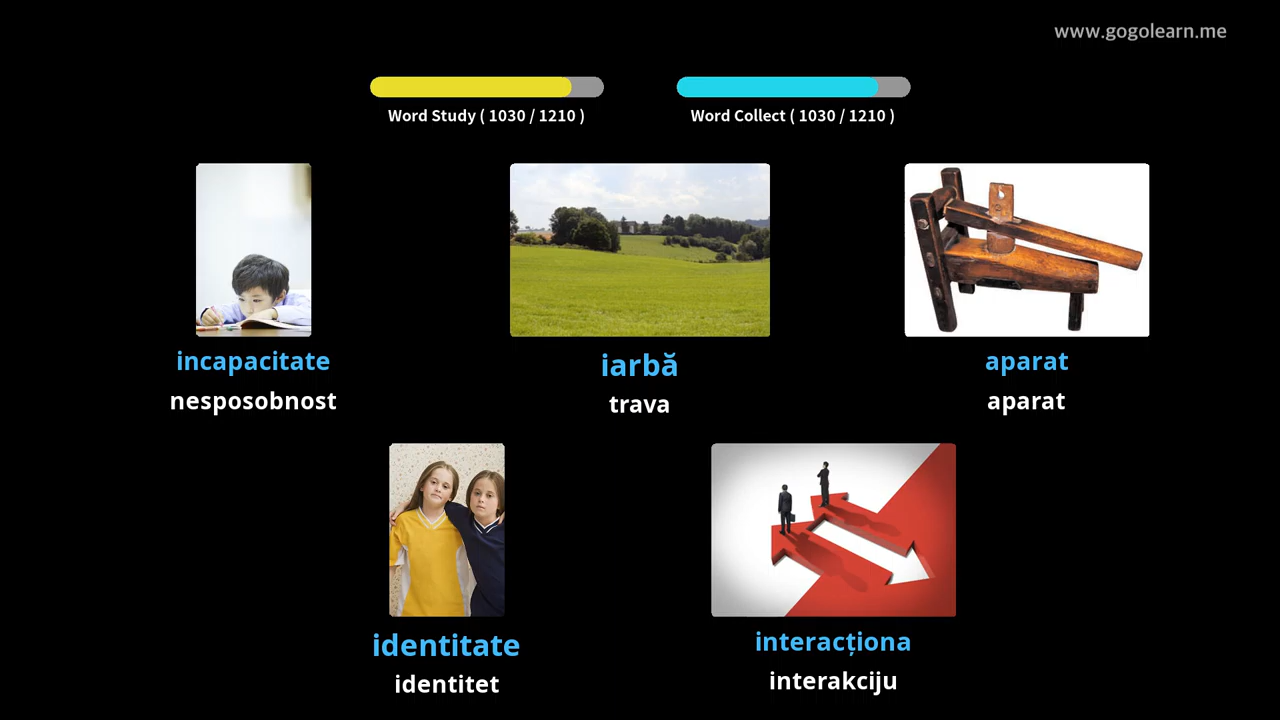 www.gogolearn.me
Word Study ( 1030 / 1210 )
Word Collect ( 1030 / 1210 )
incapacitate
nesposobnost
iarbă
trava
aparat
aparat
identitate
identitet
interacționa
interakciju